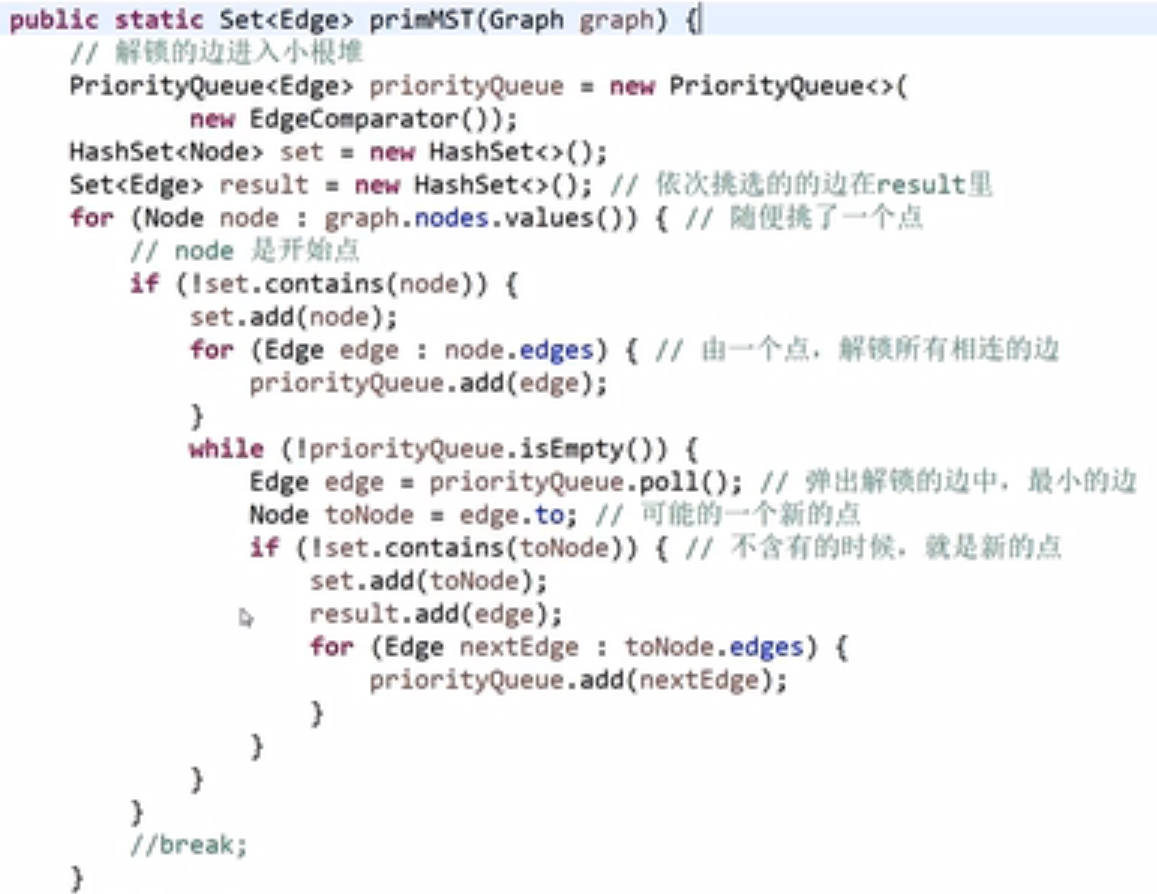 public static Set<Edge> primMST(Graph graph) {
// 解锁的边进入小根堆
PriorityQueue<Edge> priorityQueue = new PriorityQueue<>(
new EdgeComparator());
HashSet<Node> set = new HashSet<>();
Set<Edge> result = new HashSet<>(); // 依次挑选的的边在result里
for (Node node : graph.nodes.values()) { // 随便挑了一个点
// node 是开始点
if (!set.contains(node)) {
set.add(node);
for (Edge edge : node.edges) { // 由一个点，解锁所有相连的边
priorityQueue.add(edge);
}
while (!priorityQueue.isEmpty()) {
Edge edge = priorityQueue.poll(); // 弹出解锁的边中，最小的边
Node toNode = edge.to; // 可能的一个新的点
if (!set.contains(toNode)) { // 不含有的时候，就是新的点
set.add(toNode);
result.add(edge);
for (Edge nextEdge : toNode.edges) {
priorityQueue.add(nextEdge);
}
}
}
}
//break;
}